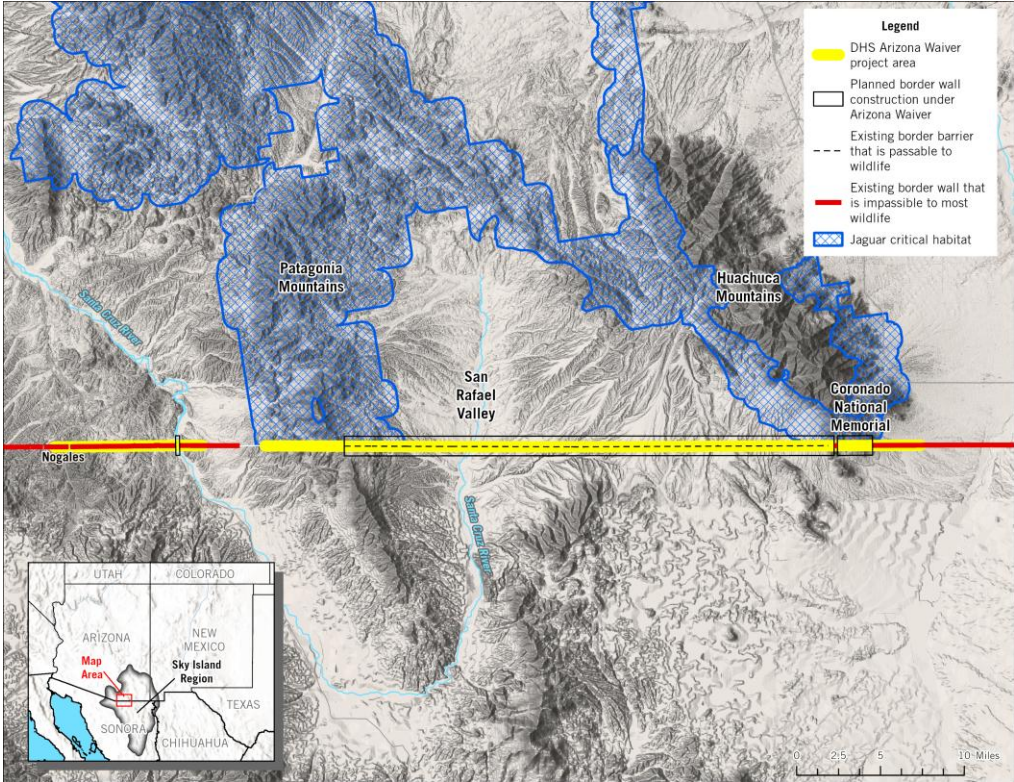 Legend
DHS Arizona Waiver
project area
Planned border wall
construction under
Arizona Waiver
Existing border barrier
that is passable to
wildlife
Existing border wall that
is impassible to most
wildlife
Jaguar critical habitat
Patagonia
Mountains
Huachuca
Mountains
Santa Cruz River
San
Rafael
Valley
Coronado
National
Memorial
Nogales
Santa Cruz River
UTAH
COLORADO
ARIZONA
NEW
MEXICO
Map
Area
Sky Island
Region
TEXAS
SONORA
CHIHUAHUA
0 2.5 5 10 Miles